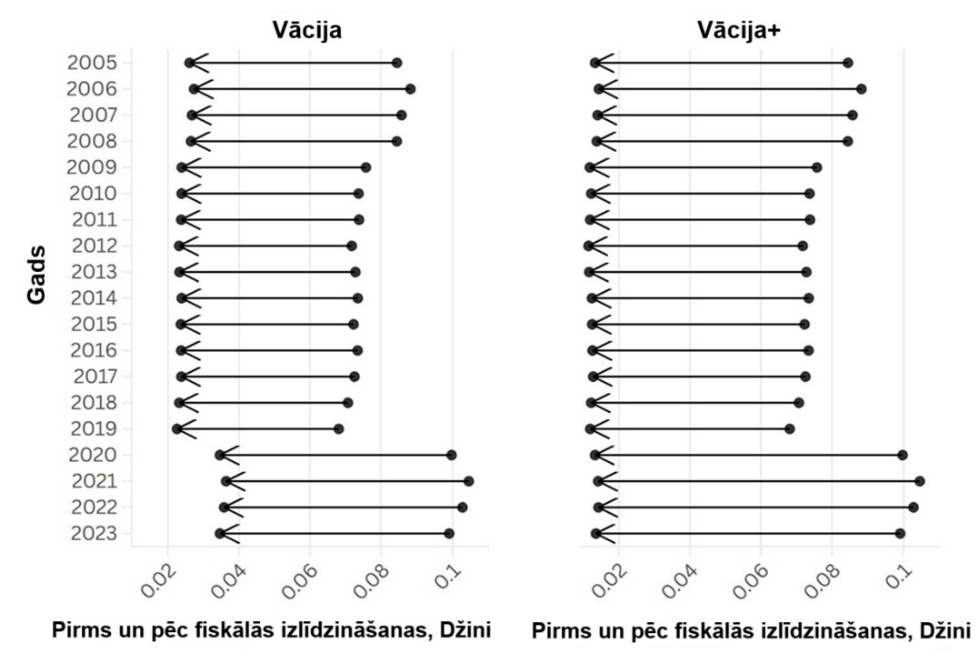 Vācija
Vācija+
Gads
2005
2006
2007
2008
2009
2010
2011
2012
2013
2014
2015
2016
2017
2018
2019
2020
2021
2022
2023
0.02 0.04 0.06 0.08 0.1
0.02 0.04 0.06 0.08 0.1
Pirms un pēc fiskālās izlīdzināšanas, Džini
Pirms un pēc fiskālās izlīdzināšanas, Džini